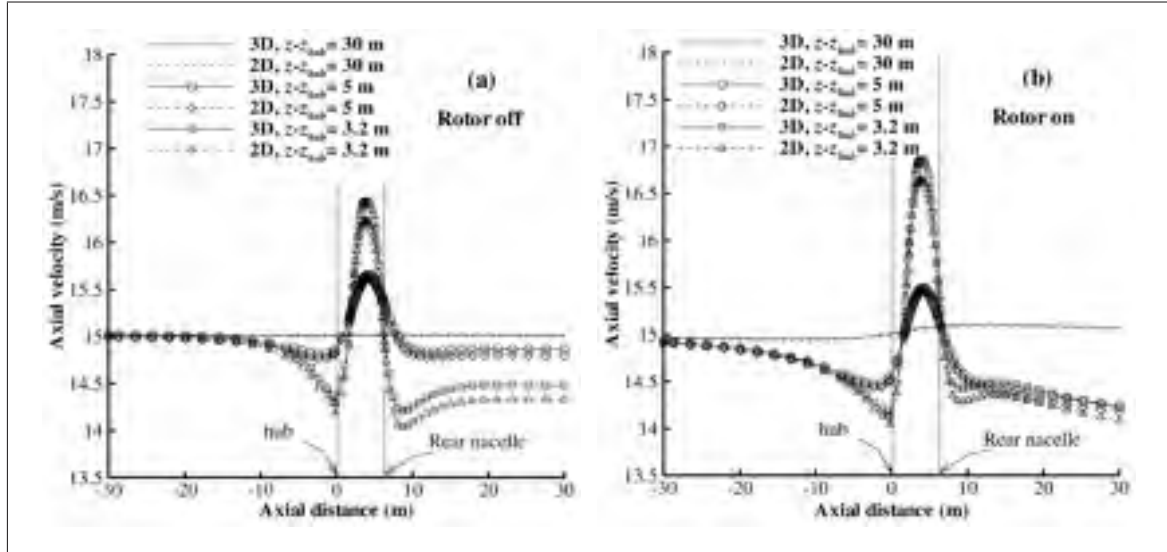 3D, z-z_hub = 30 m
2D, z-z_hub = 30 m
3D, z-z_hub = 5 m
2D, z-z_hub = 5 m
3D, z-z_hub = 3.2 m
2D, z-z_hub = 3.2 m
(a)
Rotor off
Axial velocity (m/s)
18
17.5
17
16.5
16
15.5
15
14.5
14
13.5
hub
Rear nacelle
-30
-20
-10
0
10
20
30
Axial distance (m)
3D, z-z_hub = 30 m
2D, z-z_hub = 30 m
3D, z-z_hub = 5 m
2D, z-z_hub = 5 m
3D, z-z_hub = 3.2 m
2D, z-z_hub = 3.2 m
(b)
Rotor on
Axial velocity (m/s)
18
17.5
17
16.5
16
15.5
15
14.5
14
13.5
hub
Rear nacelle
-30
-20
-10
0
10
20
30
Axial distance (m)